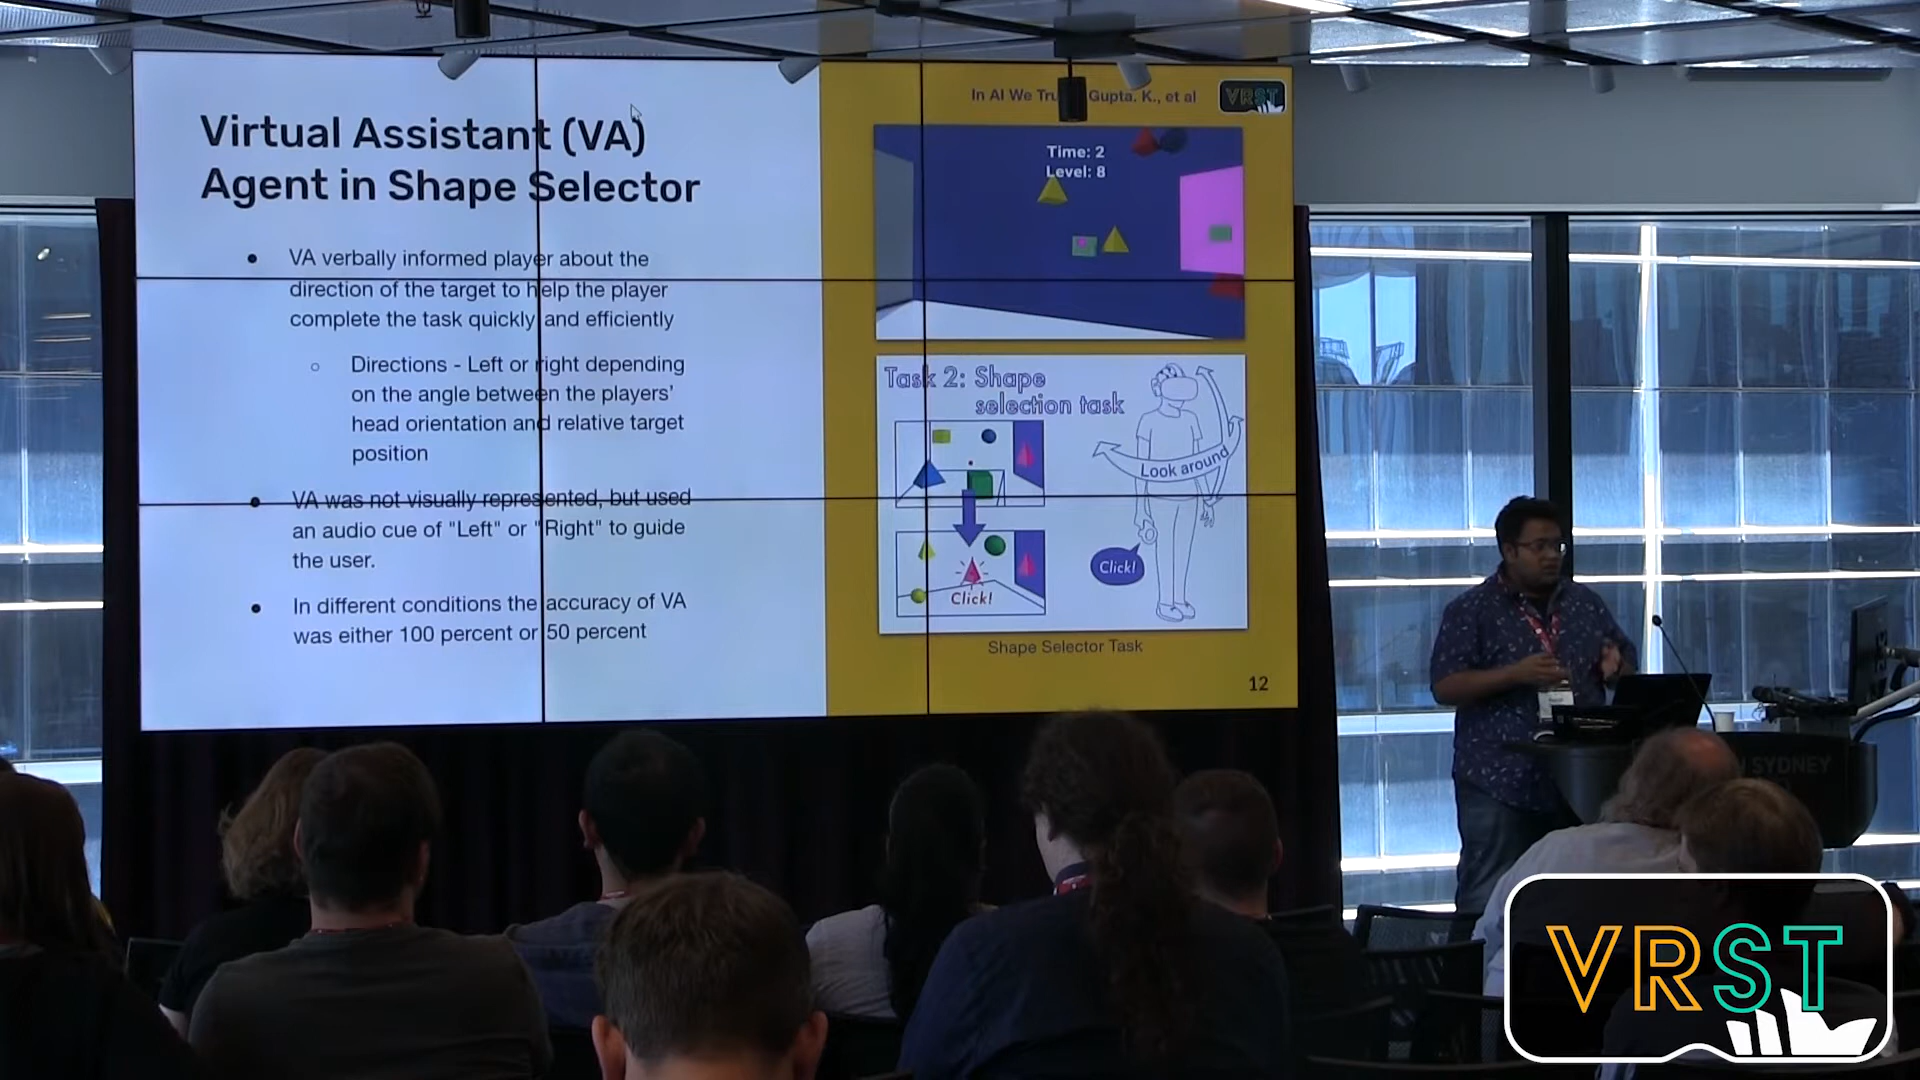 Virtual Assistant (VA)
Agent in Shape Selector
VA verbally informed player about the
direction of the target to help the player
complete the task quickly and efficiently
Directions - Left or right depending
on the angle between the players'
head orientation and relative target
position
VA was not visually represented, but used
an audio cue of "Left" or "Right" to guide
the user.
In different conditions the accuracy of VA
was either 100 percent or 50 percent
In AI We Gupta. K., et al
VRST
Time: 2
Level: 8
Task 2: Shape
selection task
Look around
Click!
Click!
Shape Selector Task
12
SYDNEY
VRST